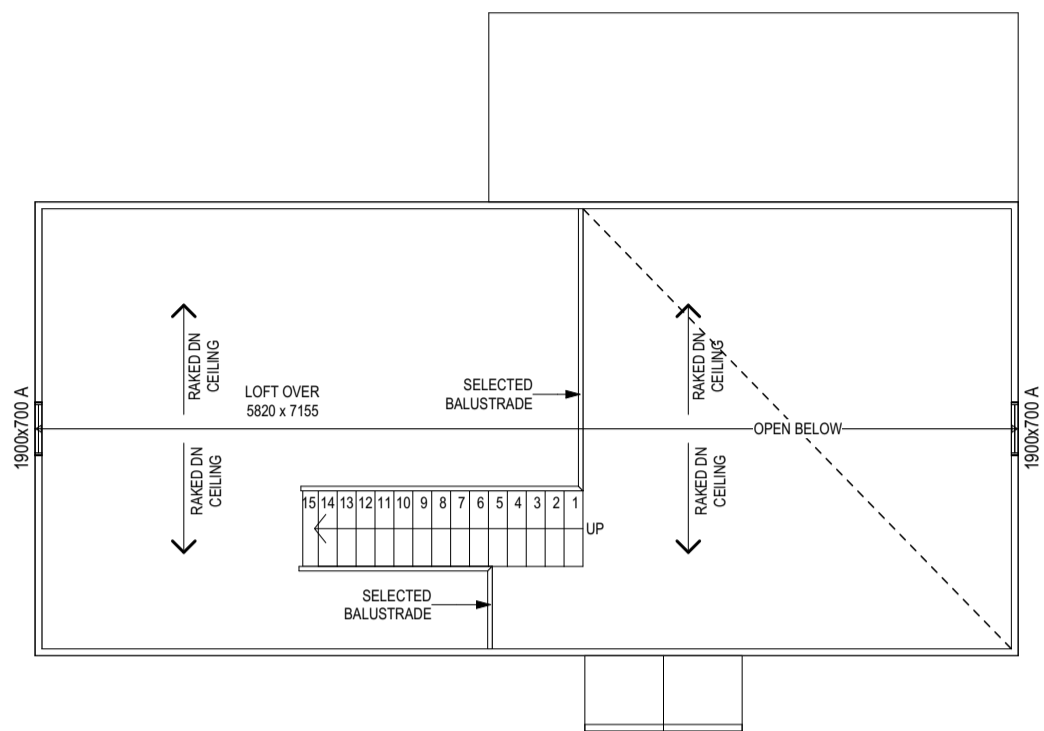 RAKED DN
CEILING
RAKED DN
CEILING
LOFT OVER
5820 x 7155
SELECTED
BALUSTRADE
1900x700 A
OPEN BELOW
1900x700 A
RAKED DN
CEILING
RAKED DN
CEILING
15 14 13 12 11 10 9 8 7 6 5 4 3 2 1
UP
SELECTED
BALUSTRADE